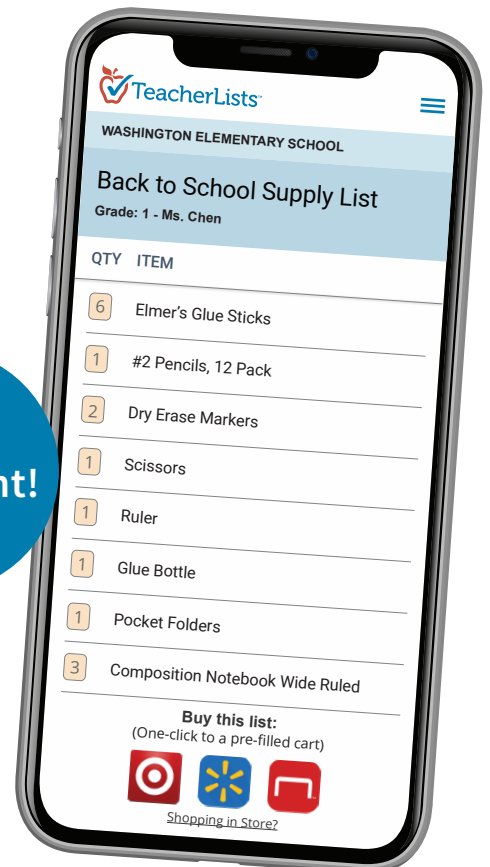 TeacherLists
WASHINGTON ELEMENTARY SCHOOL
Back to School Supply List
Grade: 1 - Ms. Chen
QTY ITEM
6 Elmer's Glue Sticks
1 #2 Pencils, 12 Pack
2 Dry Erase Markers
1 Scissors
1 Ruler
1 Glue Bottle
1 Pocket Folders
3 Composition Notebook Wide Ruled
Buy this list:
(One-click to a pre-filled cart)
Shopping in Store?